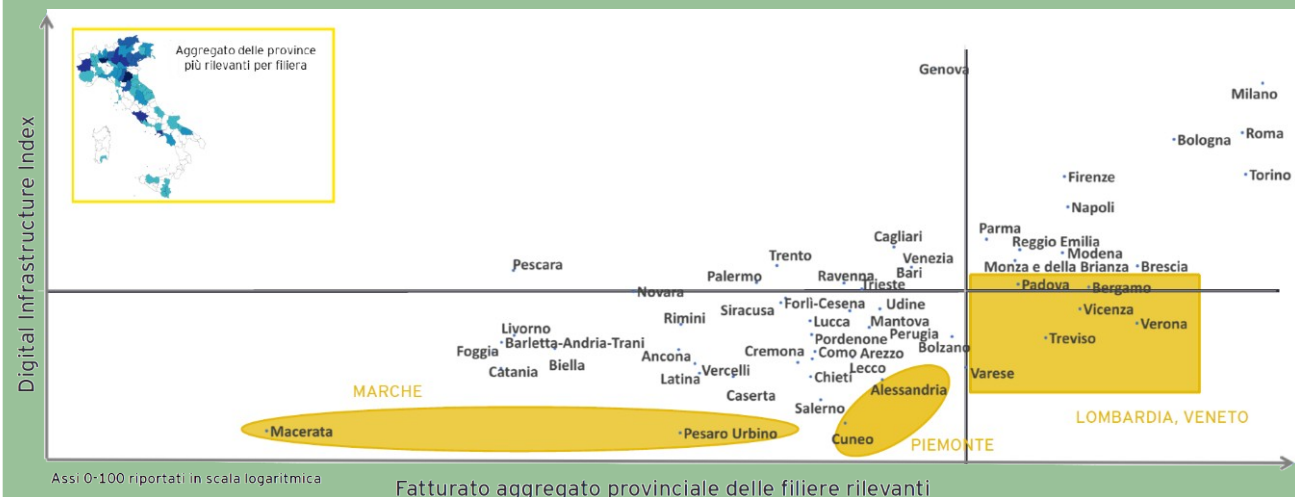 Aggregato delle province
più rilevanti per filiera
Digital Infrastructure Index
Genova
Milano
Roma
Bologna
Torino
Firenze
Napoli
Parma
Cagliari
Reggio Emilia
Trento
Venezia
Modena
Pescara
Monza e della Brianza
Brescia
Palermo
Ravenna
Bari
Trieste
Padova
Bergamo
Novara
Siracusa
Forlì-Cesena
Udine
Vicenza
Rimini
Lucca
Mantova
Verona
Livorno
Pordenone
Perugia
Treviso
Barletta-Andria-Trani
Bolzano
Foggia
Ancona
Cremona
Como
Arezzo
Biella
Catania
Latina
Vercelli
Chieti
Lecco
Varese
MARCHE
Caserta
Alessandria
Salerno
LOMBARDIA, VENETO
Macerata
Pesaro Urbino
Cuneo
PIEMONTE
Assi 0-100 riportati in scala logaritmica
Fatturato aggregato provinciale delle filiere rilevanti